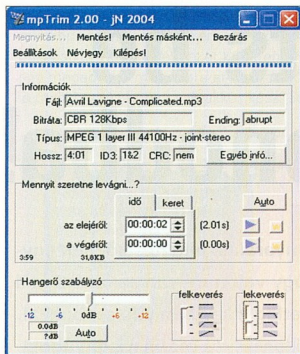 mpTrim 2.00 - jN 2004
Megnyitás... Mentés! Mentés másként... Bezárás
Beállítások Névjegy Kilépés!
Információk
Fájl: Avril Lavigne - Complicated.mp3
Bitráta: CBR 128Kbps Ending: abrupt
Típus: MPEG 1 layer III 44100Hz - joint-stereo
Hossz: 4:01 ID3: 1&2 CRC: nem Egyéb infó...
Mennyit szeretne levágni...?
idő keret Auto
az elejéről: 00:00:02 (2.01s)
a végéről: 00:00:00 (0.00s)
3:59 31,8KB
Hangerő szabályzó
felkeverés lekeverés
-12 -6 0dB -6 -12
0.0dB
?dB Auto